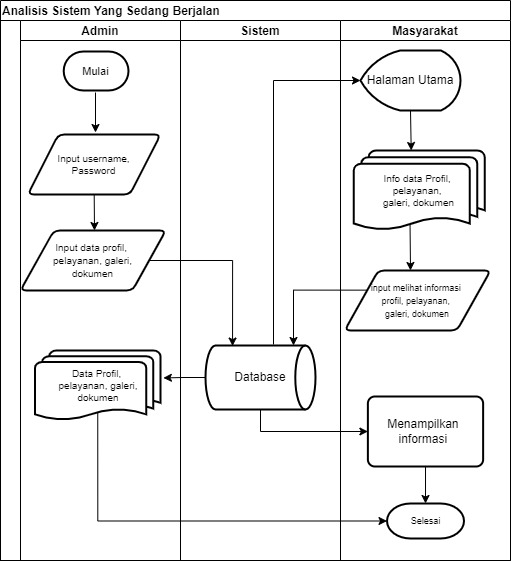 Analisis Sistem Yang Sedang Berjalan
Admin
Sistem
Masyarakat
Mulai
Halaman Utama
Input username,
Password
Info data Profil,
pelayanan,
galeri, dokumen
Input data profil,
pelayanan, galeri,
dokumen
Input melihat informasi
profil, pelayanan,
galeri, dokumen
Data Profil,
pelayanan, galeri,
dokumen
Database
Menampilkan
informasi
Selesai